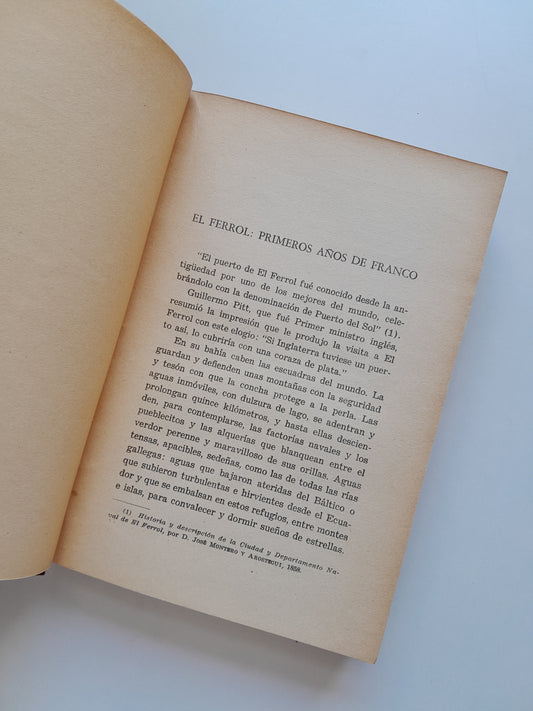 EL FERROL: PRIMEROS AÑOS DE FRANCO
"El puerto de El Ferrol fué conocido desde la an-
tigüedad por uno de los mejores del mundo, cele-
brándolo con la denominación de Puerto del Sol" (1).
Guillermo Pitt, que fué Primer ministro inglés,
resumió la impresión que le produjo la visita a El
Ferrol con este elogio: "Si Inglaterra tuviese un puer-
to así, lo cubriría con una coraza de plata."
En su bahía caben las escuadras del mundo. La
guardan y defienden unas montañas con la seguridad
y tesón con que la concha protege a la perla. Las
aguas inmóviles, con dulzura de lago, se adentran y
prolongan quince kilómetros, y hasta ellas descien-
den, para contemplarse, las factorías navales y los
pueblecitos y las alquerías que blanquean entre el
verdor perenne y maravilloso de sus orillas. Aguas
tensas, apacibles, sedeñas, como las de todas las rías
gallegas: aguas que bajaron ateridas del Báltico o
que subieron turbulentas e hirvientes desde el Ecua-
dor y que se embalsan en estos refugios, entre montes
e islas, para convalecer y dormir sueños de estrellas.
(1) Historia y descripción de la Ciudad y Departamento Na-
val de El Ferrol, por D. JOSÉ MONTERO Y AROSTEGUI, 1858.